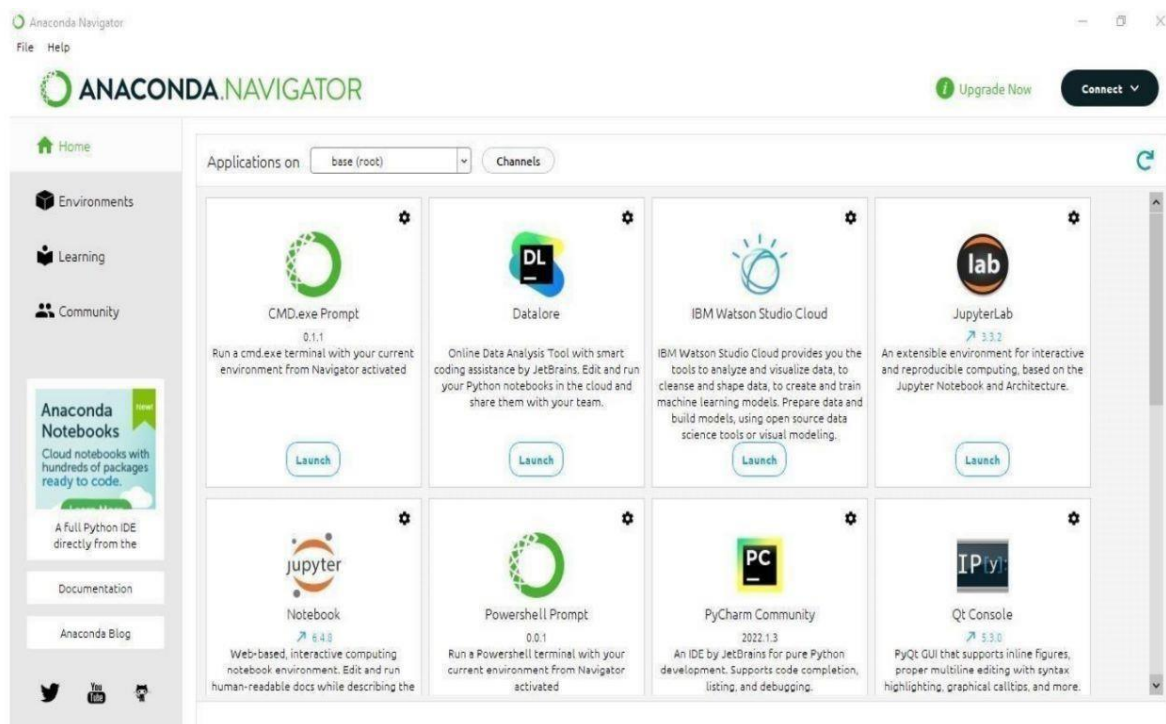 Anaconda Navigator
File Help
ANACONDA.NAVIGATOR
Upgrade Now
Connect
Home
Environments
Learning
Community
Anaconda
Notebooks
New!
Cloud notebooks with
hundreds of packages
ready to code.
Learn More
A full Python IDE
directly from the
Documentation
Anaconda Blog
You
Tube
Applications on base (root) Channels
CMD.exe Prompt
0.1.1
Run a cmd.exe terminal with your current
environment from Navigator activated
Launch
DL
Datalore
Online Data Analysis Tool with smart
coding assistance by JetBrains. Edit and run
your Python notebooks in the cloud and
share them with your team.
Launch
IBM Watson Studio Cloud
IBM Watson Studio Cloud provides you the
tools to analyze and visualize data, to
cleanse and shape data, to create and train
machine learning models. Prepare data and
build models, using open source data
science tools or visual modeling.
Launch
lab
JupyterLab
3.3.2
An extensible environment for interactive
and reproducible computing, based on the
Jupyter Notebook and Architecture.
Launch
jupyter
Notebook
6.4.8
Web-based, interactive computing
notebook environment. Edit and run
human-readable docs while describing the
Powershell Prompt
0.0.1
Run a Powershell terminal with your
current environment from Navigator
activated
PC
PyCharm Community
2022.1.3
An IDE by JetBrains for pure Python
development. Supports code completion,
listing, and debugging.
IP[y]:
Qt Console
5.3.0
PyQt GUI that supports inline figures,
proper multiline editing with syntax
highlighting, graphical calltips, and more.